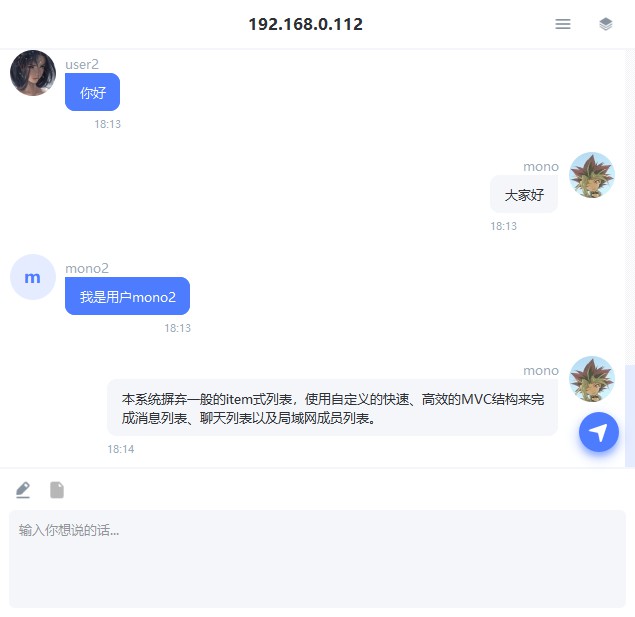 192.168.0.112
user2
你好
18:13
mono
大家好
18:13
m
mono2
我是用户mono2
18:13
mono
本系统摒弃一般的item式列表，使用自定义的快速、高效的MVC结构来完
成消息列表、聊天列表以及局域网成员列表。
18:14
输入你想说的话...